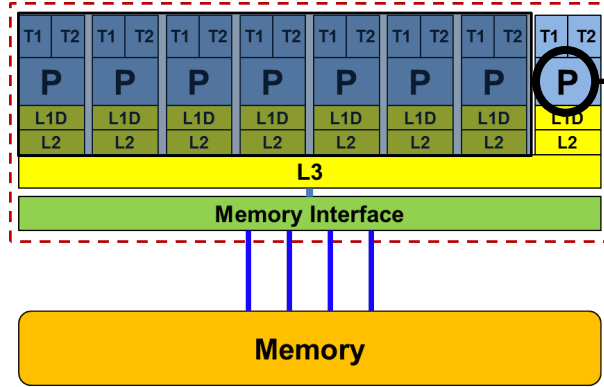 T1 T2 T1 T2 T1 T2 T1 T2 T1 T2 T1 T2 T1 T2 T1 T2
P P P P P P P P
L1D L1D L1D L1D L1D L1D L1D L1D
L2 L2 L2 L2 L2 L2 L2 L2
L3
Memory Interface
Memory